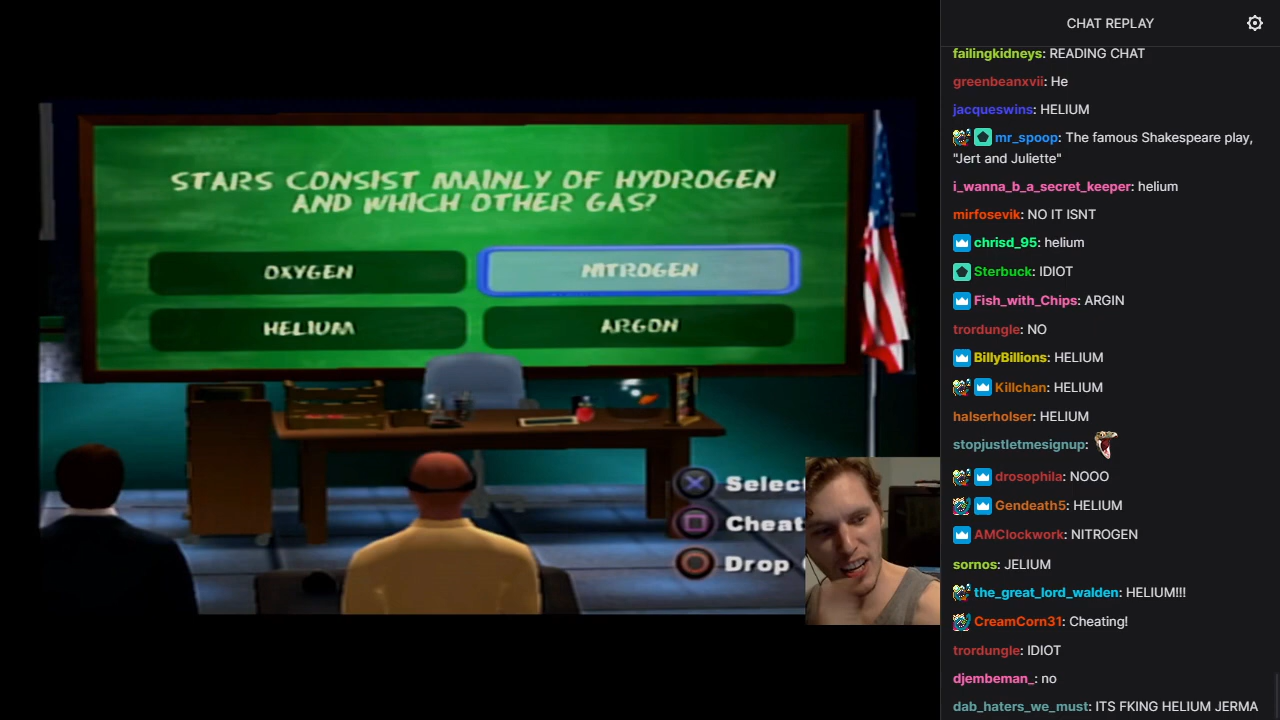 STARS CONSIST MAINLY OF HYDROGEN
AND WHICH OTHER GAS?
OXYGEN
NITROGEN
HELIUM
ARGON
Select
Cheat
Drop
CHAT REPLAY
failingkidneys: READING CHAT
greenbeanxvii: He
jacqueswins: HELIUM
mr_spoop: The famous Shakespeare play,
"Jert and Juliette"
i_wanna_b_a_secret_keeper: helium
mirfosevik: NO IT ISNT
chrisd_95: helium
Sterbuck: IDIOT
Fish_with_Chips: ARGIN
trordungle: NO
BillyBillions: HELIUM
Killchan: HELIUM
halserholser: HELIUM
stopjustletmesignup:
drosophila: NOOO
Gendeath5: HELIUM
AMClockwork: NITROGEN
sornos: JELIUM
the_great_lord_walden: HELIUM!!!
CreamCorn31: Cheating!
trordungle: IDIOT
djembeman_: no
dab_haters_we_must: ITS FKING HELIUM JERMA